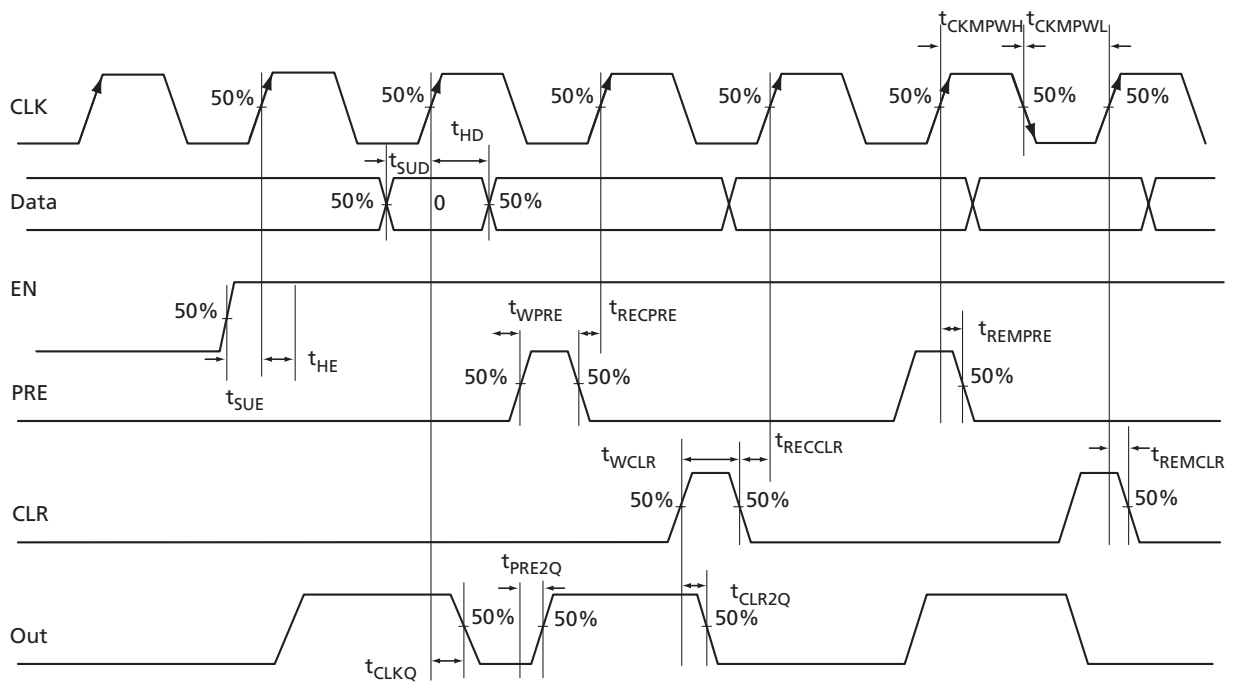 tCKMPWH tCKMPWL
CLK 50% 50% 50% 50% 50% 50% 50%
tHD
tSUD
Data 50% 0 50%
EN
50%
tWPRE tRECPRE tREMPRE
tHE
PRE 50% 50% 50%
tSUE
tWCLR tRECCLR tREMCLR
50% 50% 50%
CLR
tPRE2Q
tCLR2Q
50% 50% 50%
Out
tCLKQ